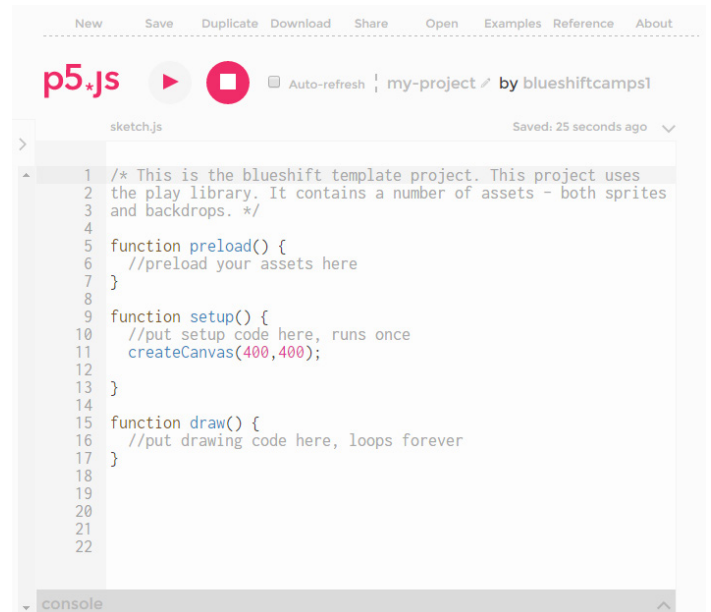 New Save Duplicate Download Share Open Examples Reference About
p5*js Auto-refresh my-project by blueshiftcamps1
sketch.js Saved: 25 seconds ago
1 /* This is the blueshift template project. This project uses
2 the play library. It contains a number of assets - both sprites
3 and backdrops. */
4
5 function preload() {
6   //preload your assets here
7 }
8
9 function setup() {
10   //put setup code here, runs once
11   createCanvas(400,400);
12
13 }
14
15 function draw() {
16   //put drawing code here, loops forever
17 }
18
19
20
21
22
console